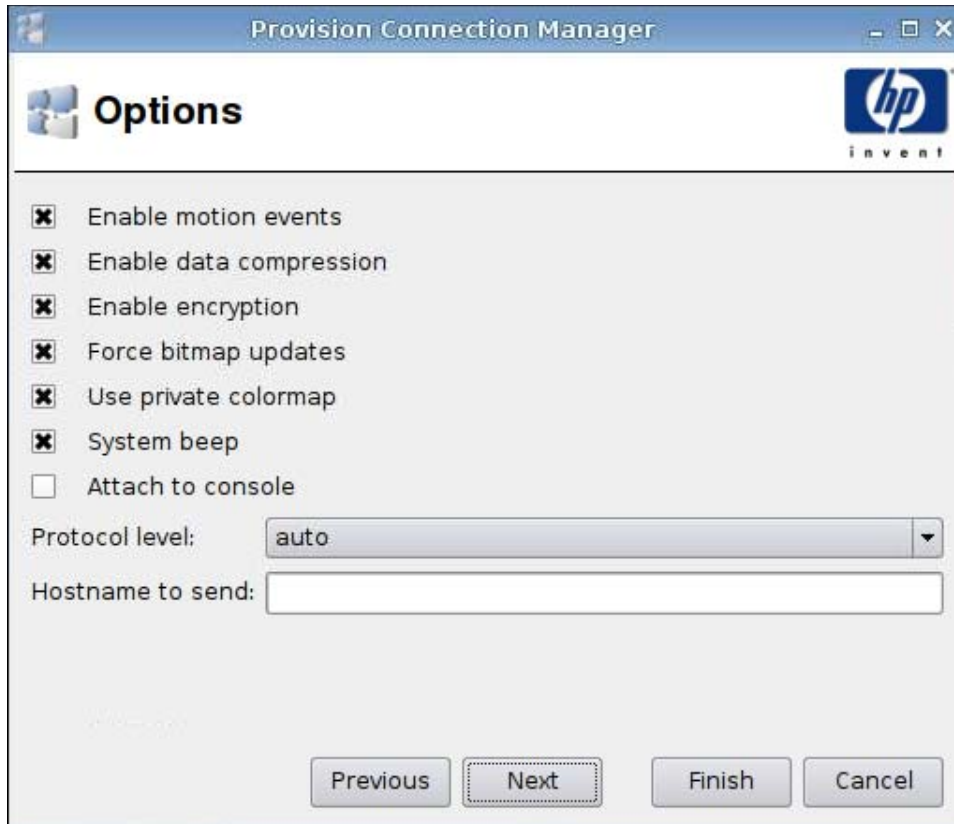 Provision Connection Manager
Options
hp
invent
Enable motion events
Enable data compression
Enable encryption
Force bitmap updates
Use private colormap
System beep
Attach to console
Protocol level: auto
Hostname to send:
Previous Next Finish Cancel